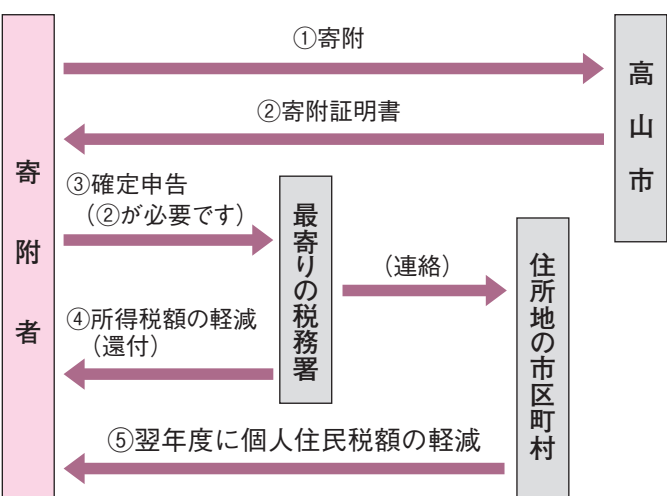 ①寄附
高山市
②寄附証明書
寄附者
③確定申告
（②が必要です）
最寄りの税務署
（連絡）
住所地の市区町村
④所得税額の軽減
（還付）
⑤翌年度に個人住民税額の軽減